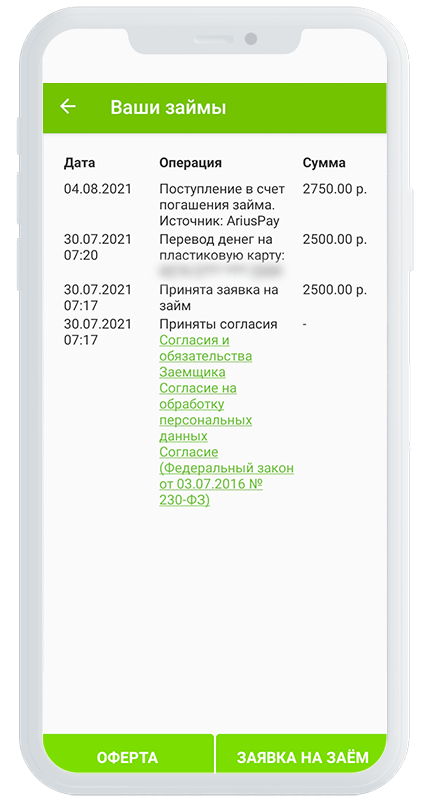 Ваши займы
Дата Операция Сумма
04.08.2021 Поступление в счет 2750.00 р.
погашения займа.
Источник: AriusPay
30.07.2021 Перевод денег на 2500.00 р.
07:20 пластиковую карту:
30.07.2021 Принята заявка на 2500.00 р.
07:17 займ
30.07.2021 Приняты согласия -
07:17 Согласия и
обязательства
Заемщика
Согласие на
обработку
персональных
данных
Согласие
(Федеральный закон
от 03.07.2016 №
230-ФЗ)
ОФЕРТА ЗАЯВКА НА ЗАЁМ